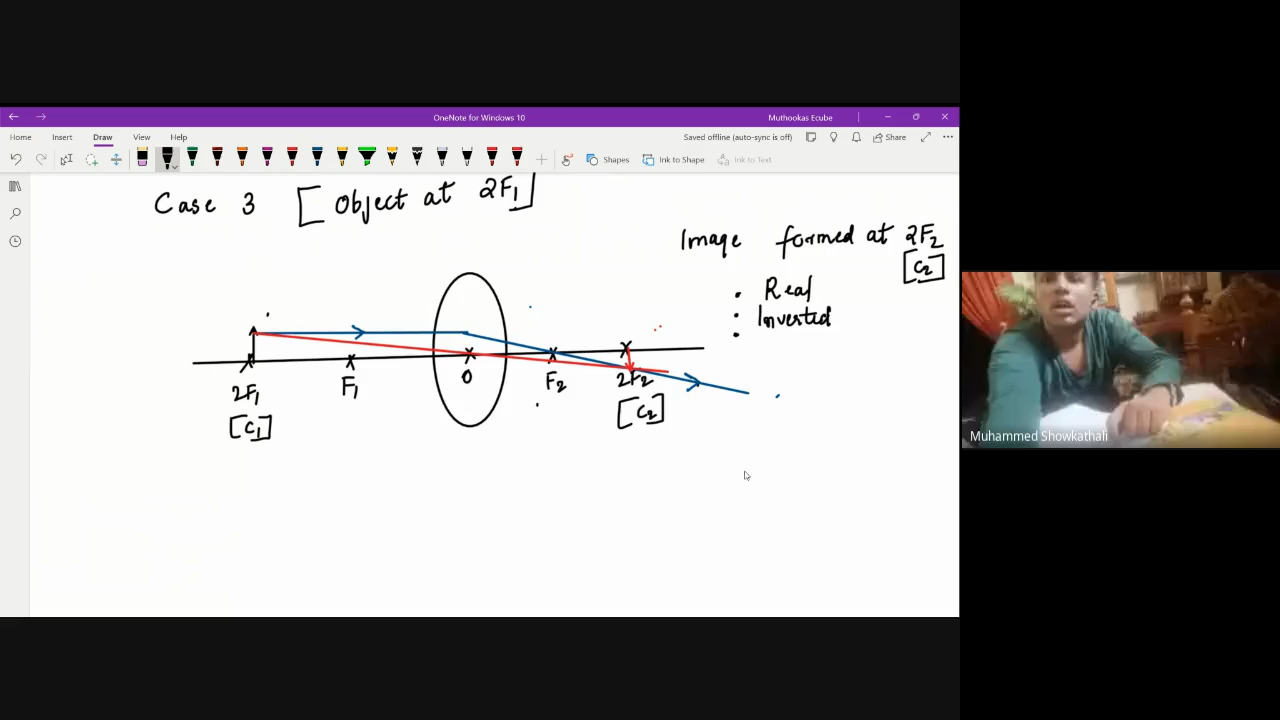 OneNote for Windows 10
Muthookas Ecube
Home Insert Draw View Help
Saved offline (auto-sync is off)
Share
Shapes
Ink to Shape
Ink to Text
Case 3 [Object at 2F1]
Image formed at 2F2
[C2]
. Real
. Inverted
.
2F1
F1
O
F2
2F2
[C1]
[C2]
Muhammed Showkathali